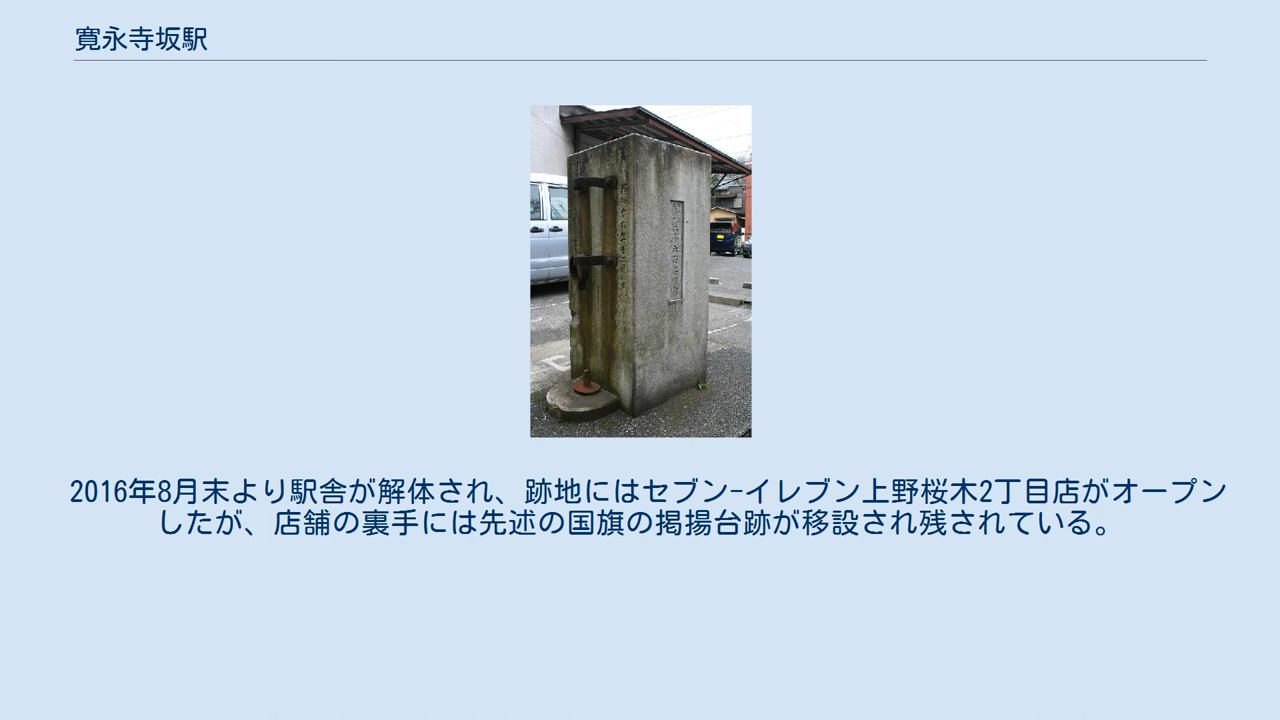 寛永寺坂駅
2016年8月末より駅舎が解体され、跡地にはセブン-イレブン上野桜木2丁目店がオープン
したが、店舗の裏手には先述の国旗の掲揚台跡が移設され残されている。